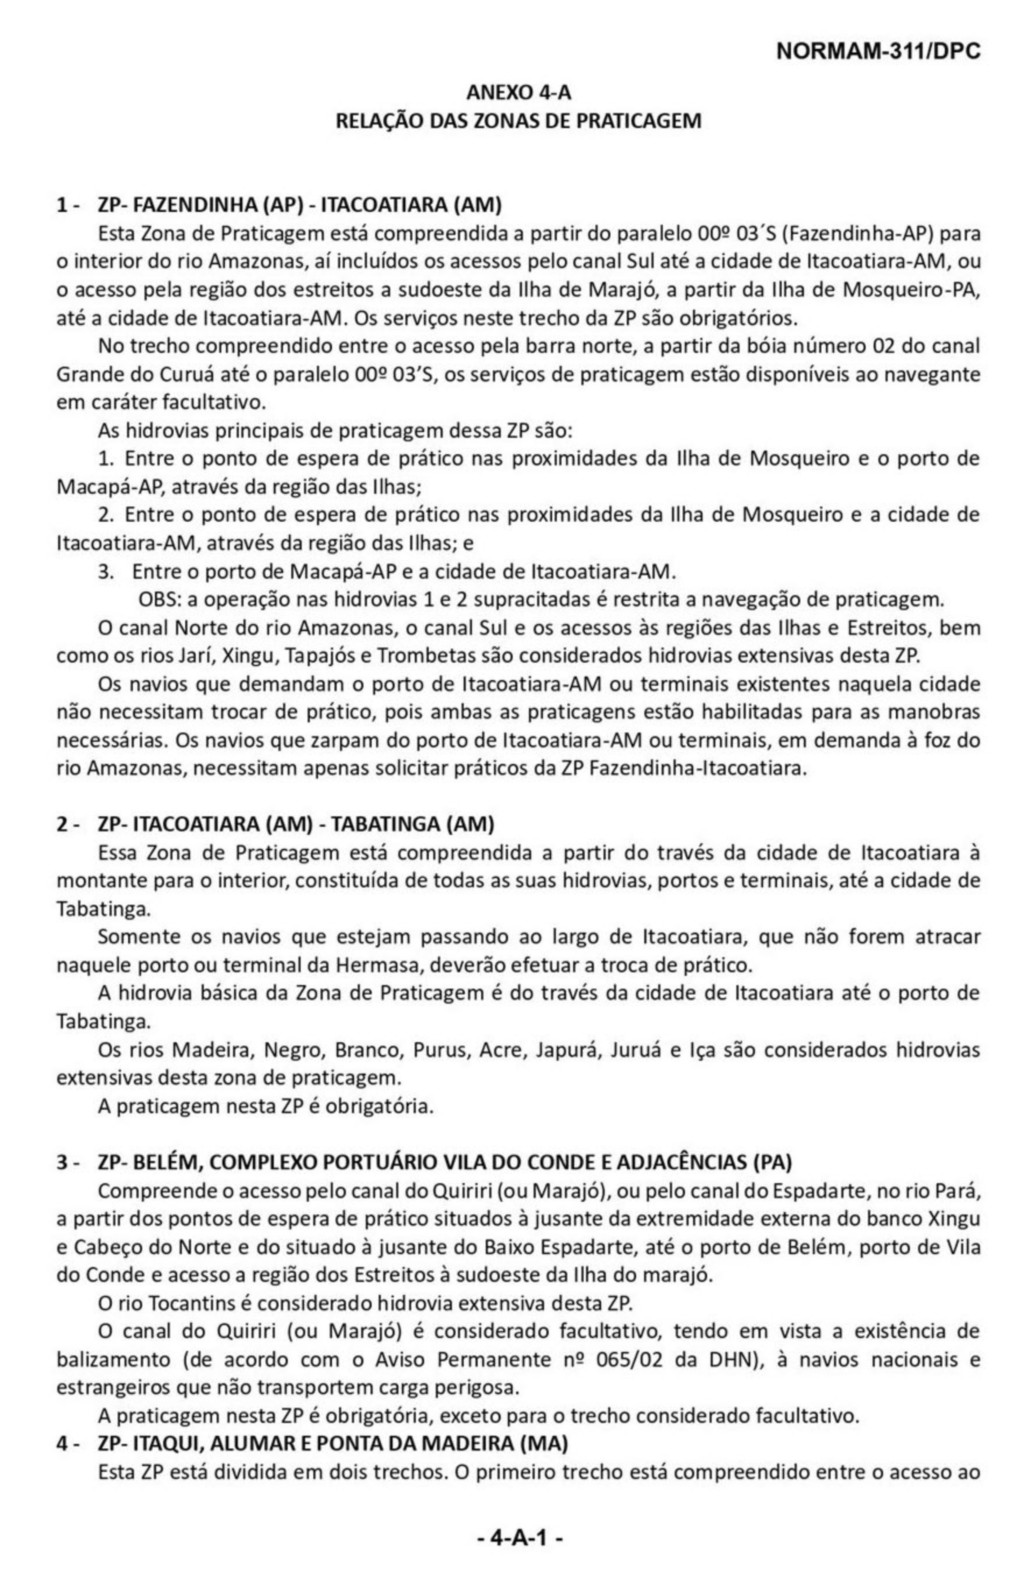 NORMAM-311/DPC
ANEXO 4-A
RELAÇÃO DAS ZONAS DE PRATICAGEM
1 - ZP- FAZENDINHA (AP) - ITACOATIARA (AM)
Esta Zona de Praticagem está compreendida a partir do paralelo 00º 03´S (Fazendinha-AP) para
o interior do rio Amazonas, aí incluídos os acessos pelo canal Sul até a cidade de Itacoatiara-AM, ou
o acesso pela região dos estreitos a sudoeste da Ilha de Marajó, a partir da Ilha de Mosqueiro-PA,
até a cidade de Itacoatiara-AM. Os serviços neste trecho da ZP são obrigatórios.
No trecho compreendido entre o acesso pela barra norte, a partir da bóia número 02 do canal
Grande do Curuá até o paralelo 00º 03’S, os serviços de praticagem estão disponíveis ao navegante
em caráter facultativo.
As hidrovias principais de praticagem dessa ZP são:
1. Entre o ponto de espera de prático nas proximidades da Ilha de Mosqueiro e o porto de
Macapá-AP, através da região das Ilhas;
2. Entre o ponto de espera de prático nas proximidades da Ilha de Mosqueiro e a cidade de
Itacoatiara-AM, através da região das Ilhas; e
3. Entre o porto de Macapá-AP e a cidade de Itacoatiara-AM.
OBS: a operação nas hidrovias 1 e 2 supracitadas é restrita a navegação de praticagem.
O canal Norte do rio Amazonas, o canal Sul e os acessos às regiões das Ilhas e Estreitos, bem
como os rios Jarí, Xingu, Tapajós e Trombetas são considerados hidrovias extensivas desta ZP.
Os navios que demandam o porto de Itacoatiara-AM ou terminais existentes naquela cidade
não necessitam trocar de prático, pois ambas as praticagens estão habilitadas para as manobras
necessárias. Os navios que zarpam do porto de Itacoatiara-AM ou terminais, em demanda à foz do
rio Amazonas, necessitam apenas solicitar práticos da ZP Fazendinha-Itacoatiara.
2 - ZP- ITACOATIARA (AM) - TABATINGA (AM)
Essa Zona de Praticagem está compreendida a partir do través da cidade de Itacoatiara à
montante para o interior, constituída de todas as suas hidrovias, portos e terminais, até a cidade de
Tabatinga.
Somente os navios que estejam passando ao largo de Itacoatiara, que não forem atracar
naquele porto ou terminal da Hermasa, deverão efetuar a troca de prático.
A hidrovia básica da Zona de Praticagem é do través da cidade de Itacoatiara até o porto de
Tabatinga.
Os rios Madeira, Negro, Branco, Purus, Acre, Japurá, Juruá e Iça são considerados hidrovias
extensivas desta zona de praticagem.
A praticagem nesta ZP é obrigatória.
3 - ZP- BELÉM, COMPLEXO PORTUÁRIO VILA DO CONDE E ADJACÊNCIAS (PA)
Compreende o acesso pelo canal do Quiriri (ou Marajó), ou pelo canal do Espadarte, no rio Pará,
a partir dos pontos de espera de prático situados à jusante da extremidade externa do banco Xingu
e Cabeço do Norte e do situado à jusante do Baixo Espadarte, até o porto de Belém, porto de Vila
do Conde e acesso a região dos Estreitos à sudoeste da Ilha do marajó.
O rio Tocantins é considerado hidrovia extensiva desta ZP.
O canal do Quiriri (ou Marajó) é considerado facultativo, tendo em vista a existência de
balizamento (de acordo com o Aviso Permanente nº 065/02 da DHN), à navios nacionais e
estrangeiros que não transportem carga perigosa.
A praticagem nesta ZP é obrigatória, exceto para o trecho considerado facultativo.
4 - ZP- ITAQUI, ALUMAR E PONTA DA MADEIRA (MA)
Esta ZP está dividida em dois trechos. O primeiro trecho está compreendido entre o acesso ao
- 4-A-1 -